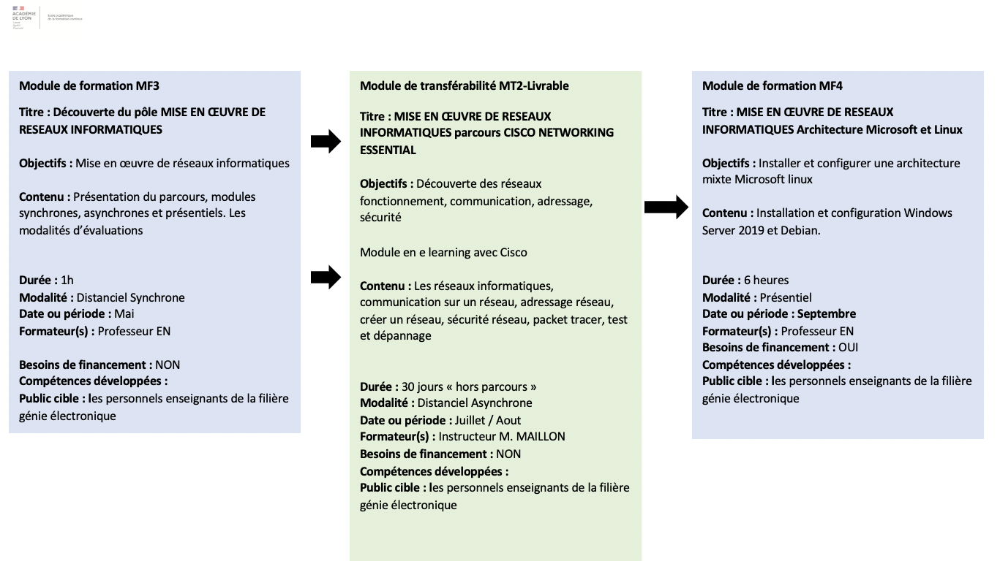 ACADÉMIE
DE LYON
École académique
de la formation continue
Module de formation MF3
Titre : Découverte du pôle MISE EN ŒUVRE DE
RESEAUX INFORMATIQUES
Objectifs : Mise en œuvre de réseaux informatiques
Contenu : Présentation du parcours, modules
synchrones, asynchrones et présentiels. Les
modalités d’évaluations
Durée : 1h
Modalité : Distanciel Synchrone
Date ou période : Mai
Formateur(s) : Professeur EN
Besoins de financement : NON
Compétences développées :
Public cible : les personnels enseignants de la filière
génie électronique
Module de transférabilité MT2-Livrable
Titre : MISE EN ŒUVRE DE RESEAUX
INFORMATIQUES parcours CISCO NETWORKING
ESSENTIAL
Objectifs : Découverte des réseaux
fonctionnement, communication, adressage,
sécurité
Module en e learning avec Cisco
Contenu : Les réseaux informatiques,
communication sur un réseau, adressage réseau,
créer un réseau, sécurité réseau, packet tracer, test
et dépannage
Durée : 30 jours « hors parcours »
Modalité : Distanciel Asynchrone
Date ou période : Juillet / Aout
Formateur(s) : Instructeur M. MAILLON
Besoins de financement : NON
Compétences développées :
Public cible : les personnels enseignants de la filière
génie électronique
Module de formation MF4
Titre : MISE EN ŒUVRE DE RESEAUX
INFORMATIQUES Architecture Microsoft et Linux
Objectifs : Installer et configurer une architecture
mixte Microsoft linux
Contenu : Installation et configuration Windows
Server 2019 et Debian.
Durée : 6 heures
Modalité : Présentiel
Date ou période : Septembre
Formateur(s) : Professeur EN
Besoins de financement : OUI
Compétences développées :
Public cible : les personnels enseignants de la filière
génie électronique